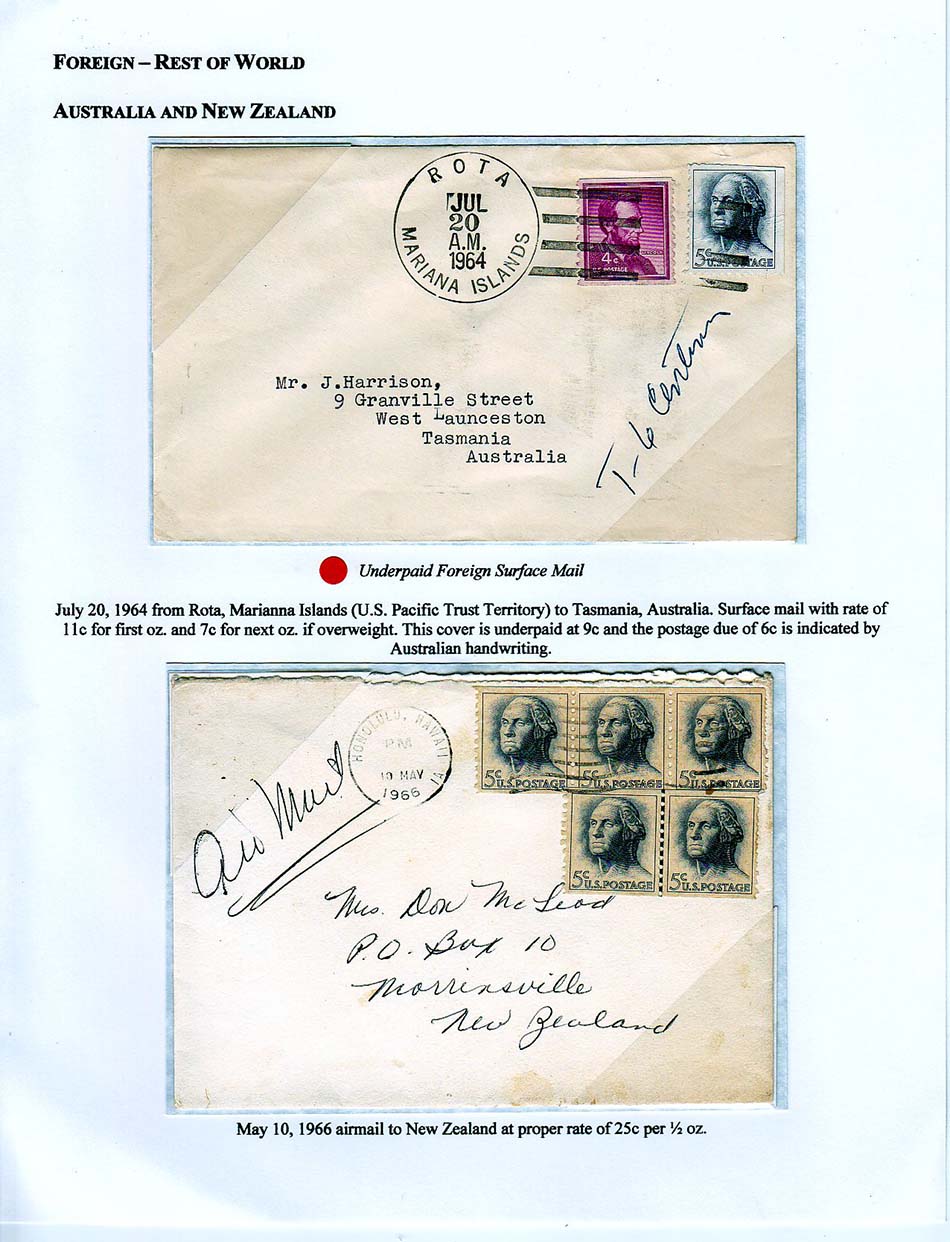 FOREIGN – REST OF WORLD
AUSTRALIA AND NEW ZEALAND
ROTA
MARIANA ISLANDS
JUL
20
A.M.
1964
4c
POSTAGE
5c
U.S.POSTAGE
Mr. J.Harrison,
9 Granville Street
West Launceston
Tasmania
Australia
T-6 Centimes
Underpaid Foreign Surface Mail
July 20, 1964 from Rota, Marianna Islands (U.S. Pacific Trust Territory) to Tasmania, Australia. Surface mail with rate of
11c for first oz. and 7c for next oz. if overweight. This cover is underpaid at 9c and the postage due of 6c is indicated by
Australian handwriting.
HONOLULU, HAWAII
PM
10 MAY
1966
1A
5c U.S.POSTAGE
5c U.S.POSTAGE
5c U.S.POSTAGE
5c U.S.POSTAGE
5c U.S.POSTAGE
Air Mail
Mrs. Don McLeod
P.O. Box 10
Morrinsville
New Zealand
May 10, 1966 airmail to New Zealand at proper rate of 25c per ½ oz.